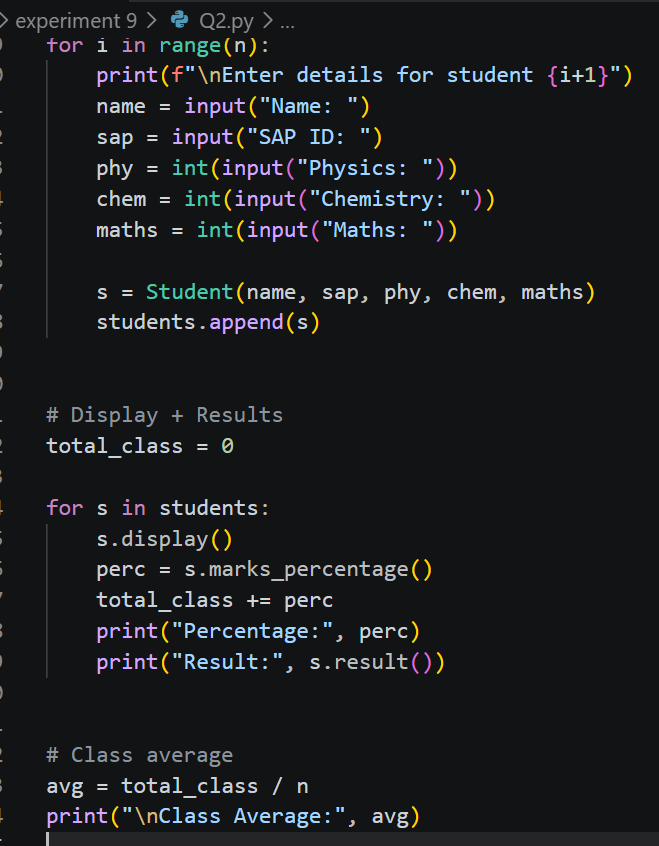 experiment 9 > Q2.py > ...
for i in range(n):
    print(f"\nEnter details for student {i+1}")
    name = input("Name: ")
    sap = input("SAP ID: ")
    phy = int(input("Physics: "))
    chem = int(input("Chemistry: "))
    maths = int(input("Maths: "))

    s = Student(name, sap, phy, chem, maths)
    students.append(s)


# Display + Results
total_class = 0

for s in students:
    s.display()
    perc = s.marks_percentage()
    total_class += perc
    print("Percentage:", perc)
    print("Result:", s.result())


# Class average
avg = total_class / n
print("\nClass Average:", avg)